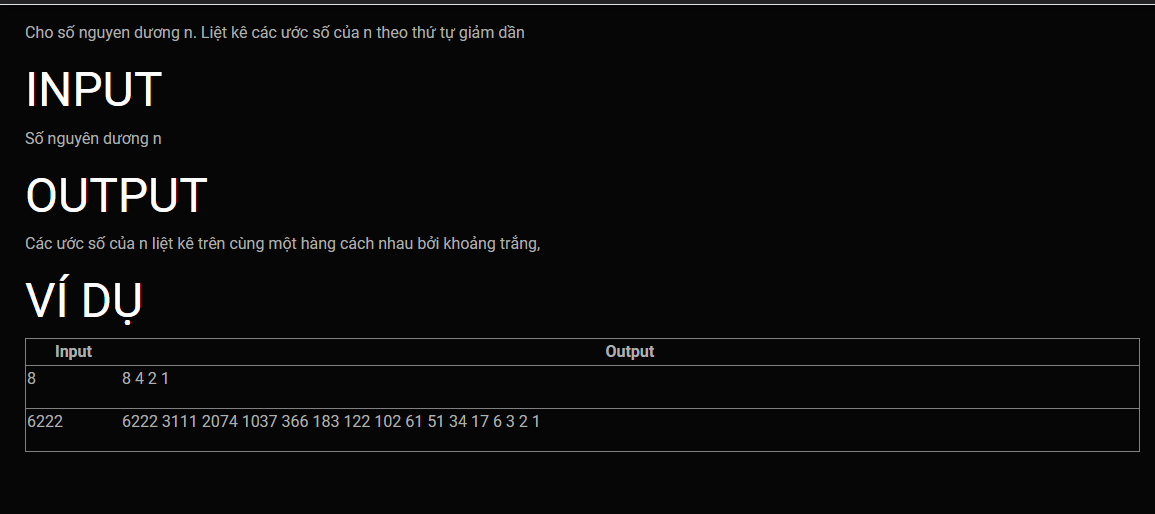 Cho số nguyen dương n. Liệt kê các ước số của n theo thứ tự giảm dần
INPUT
Số nguyên dương n
OUTPUT
Các ước số của n liệt kê trên cùng một hàng cách nhau bởi khoảng trắng,
VÍ DỤ
Input Output
8 8 4 2 1
6222 6222 3111 2074 1037 366 183 122 102 61 51 34 17 6 3 2 1